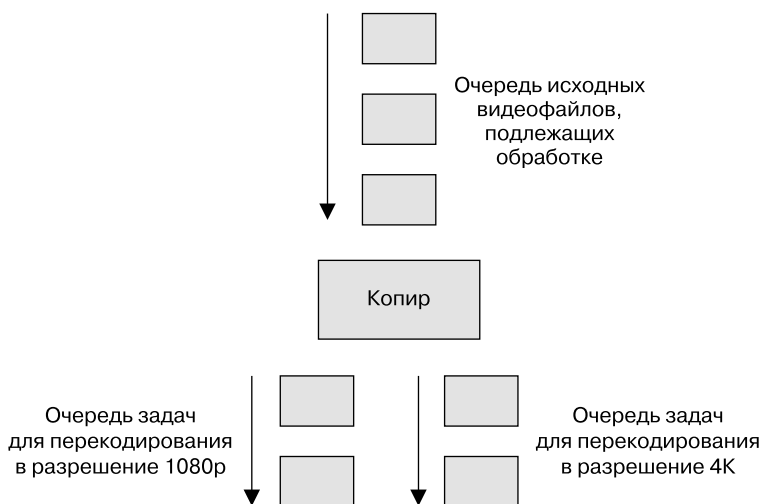 Очередь исходных
видеофайлов,
подлежащих
обработке
Копир
Очередь задач
для перекодирования
в разрешение 1080p
Очередь задач
для перекодирования
в разрешение 4K